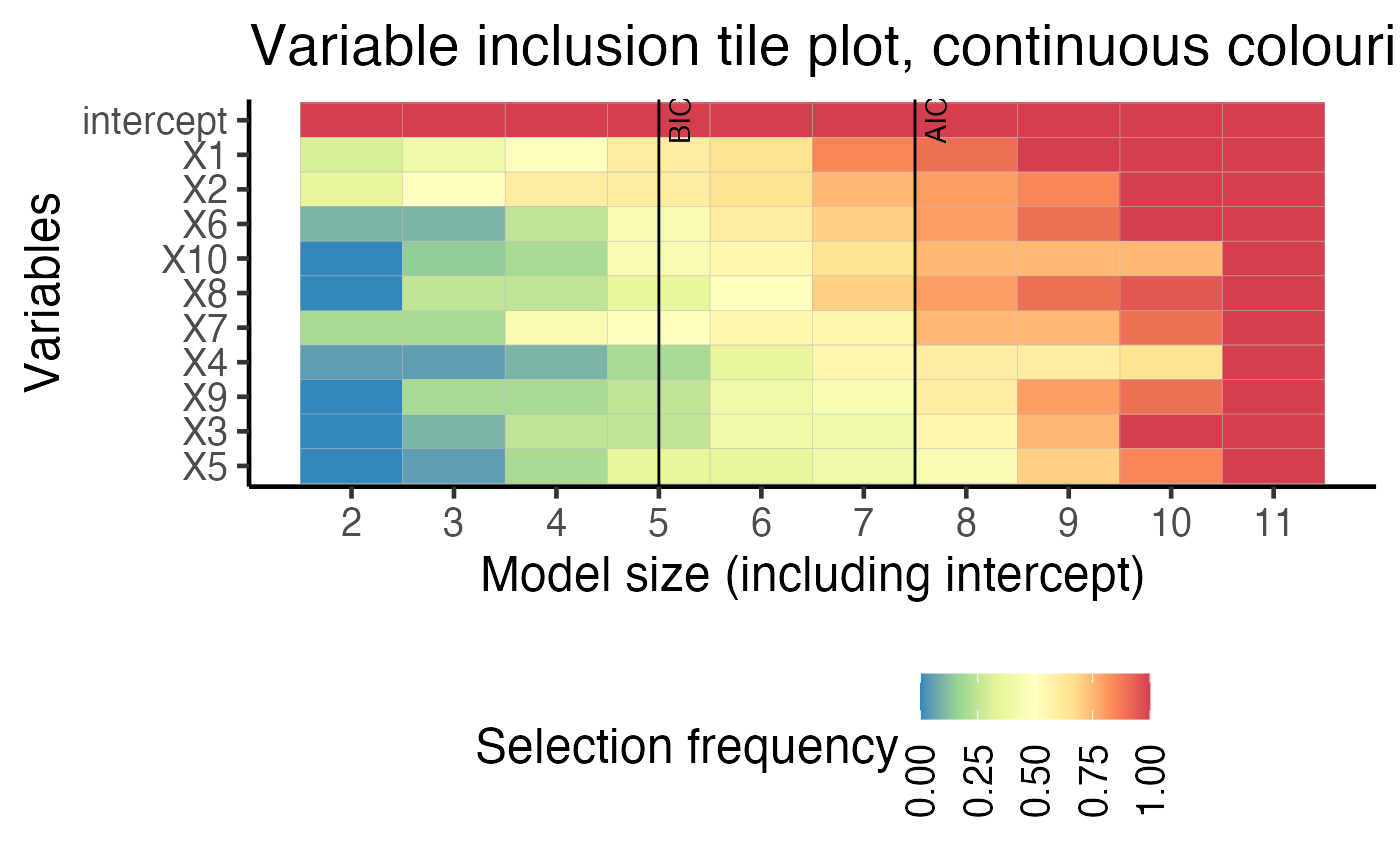 Variable inclusion tile plot, continuous colouri
intercept
X1
X2
X6
X10
X8
X7
X4
X9
X3
X5
Variables
BIC
AIC
2 3 4 5 6 7 8 9 10 11
Model size (including intercept)
Selection frequency
0.00 0.25 0.50 0.75 1.00